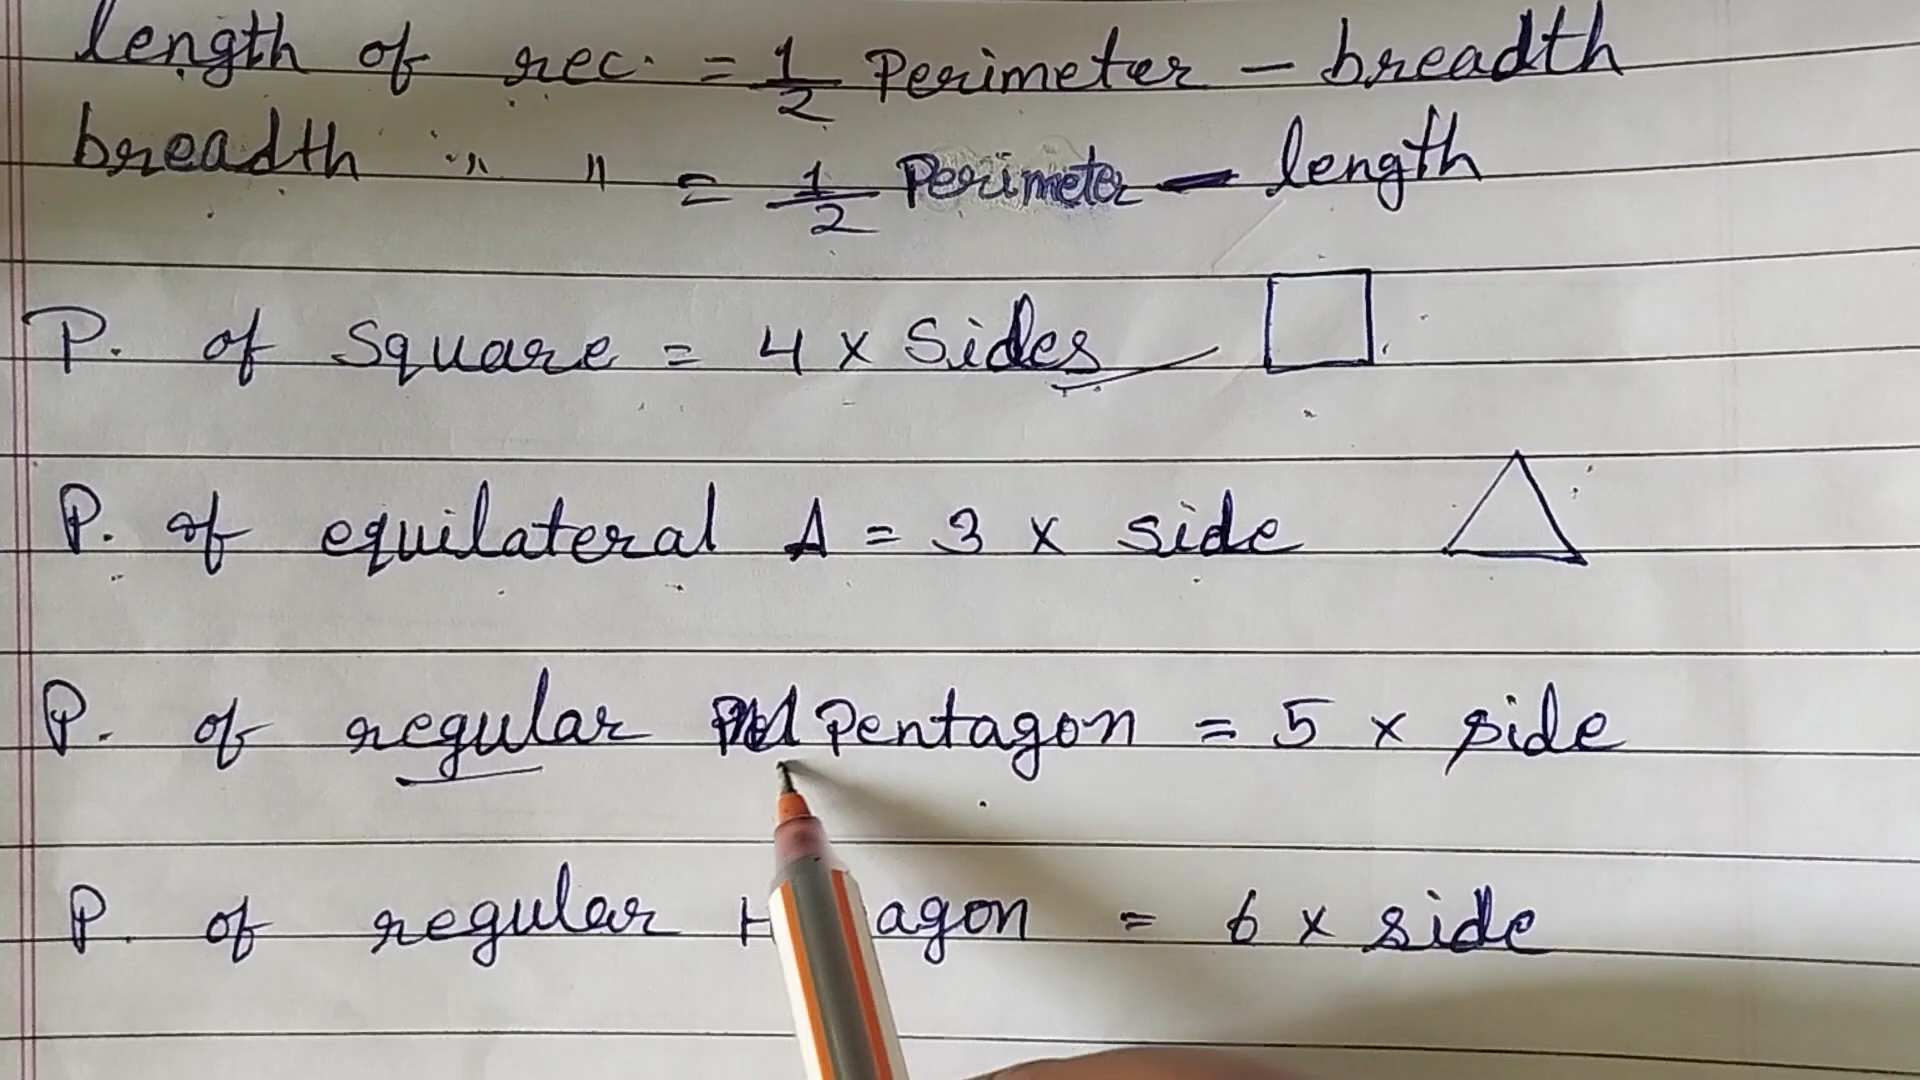 length of rec. = 1/2 Perimeter - breadth
breadth " " = 1/2 Perimeter - length
P. of Square = 4 x Sides
P. of equilateral Δ = 3 x side
P. of regular Pentagon = 5 x side
P. of regular = 6 x side